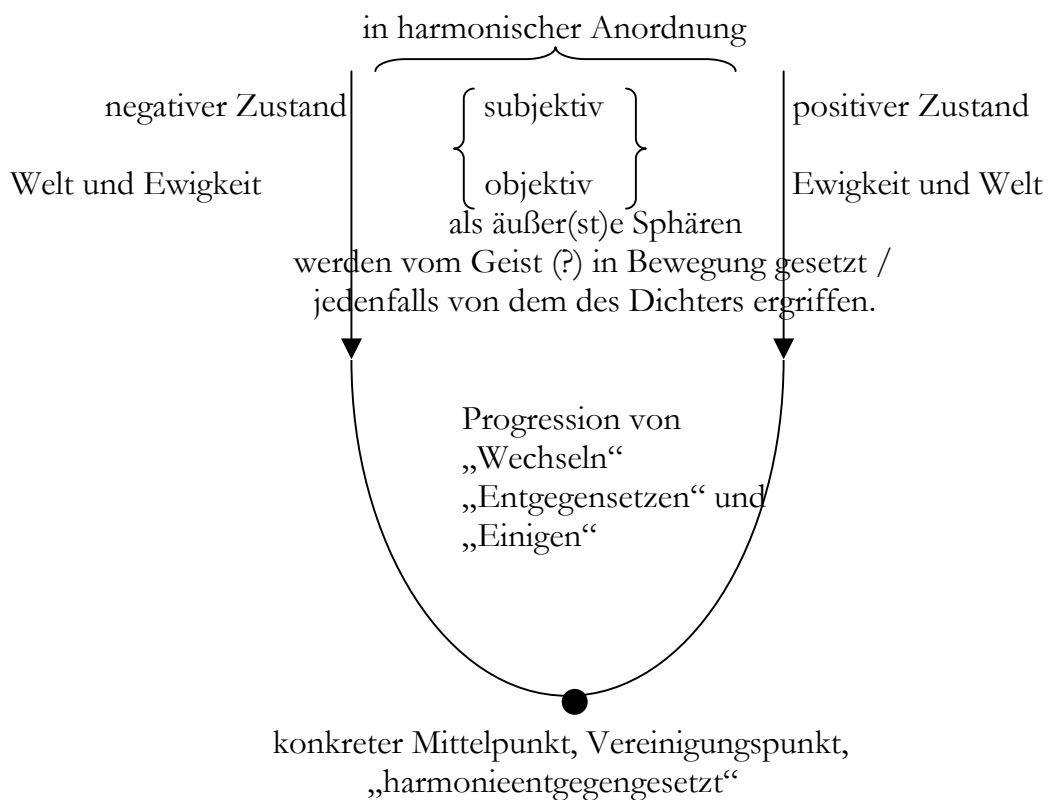 in harmonischer Anordnung
negativer Zustand
subjektiv
positiver Zustand
Welt und Ewigkeit
objektiv
Ewigkeit und Welt
als äußer(st)e Sphären
werden vom Geist (?) in Bewegung gesetzt /
jedenfalls von dem des Dichters ergriffen.
Progression von
„Wechseln“
„Entgegensetzen“ und
„Einigen“
konkreter Mittelpunkt, Vereinigungspunkt,
„harmonieentgegengesetzt“